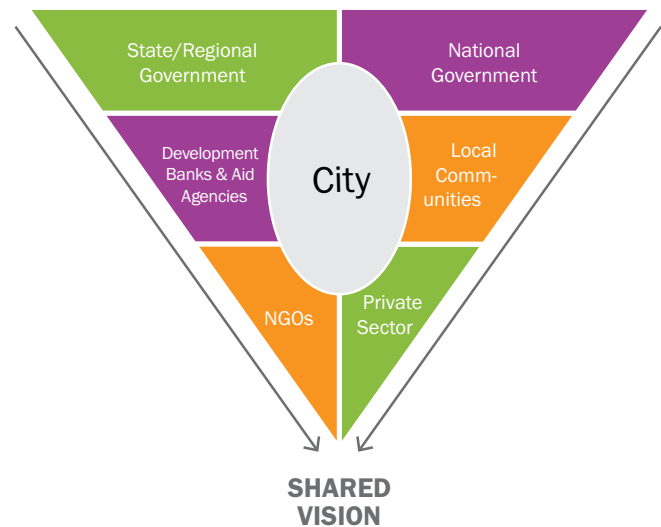 State/Regional
Government
National
Government
Development
Banks & Aid
Agencies
City
Local
Comm-
unities
NGOs
Private
Sector
SHARED
VISION